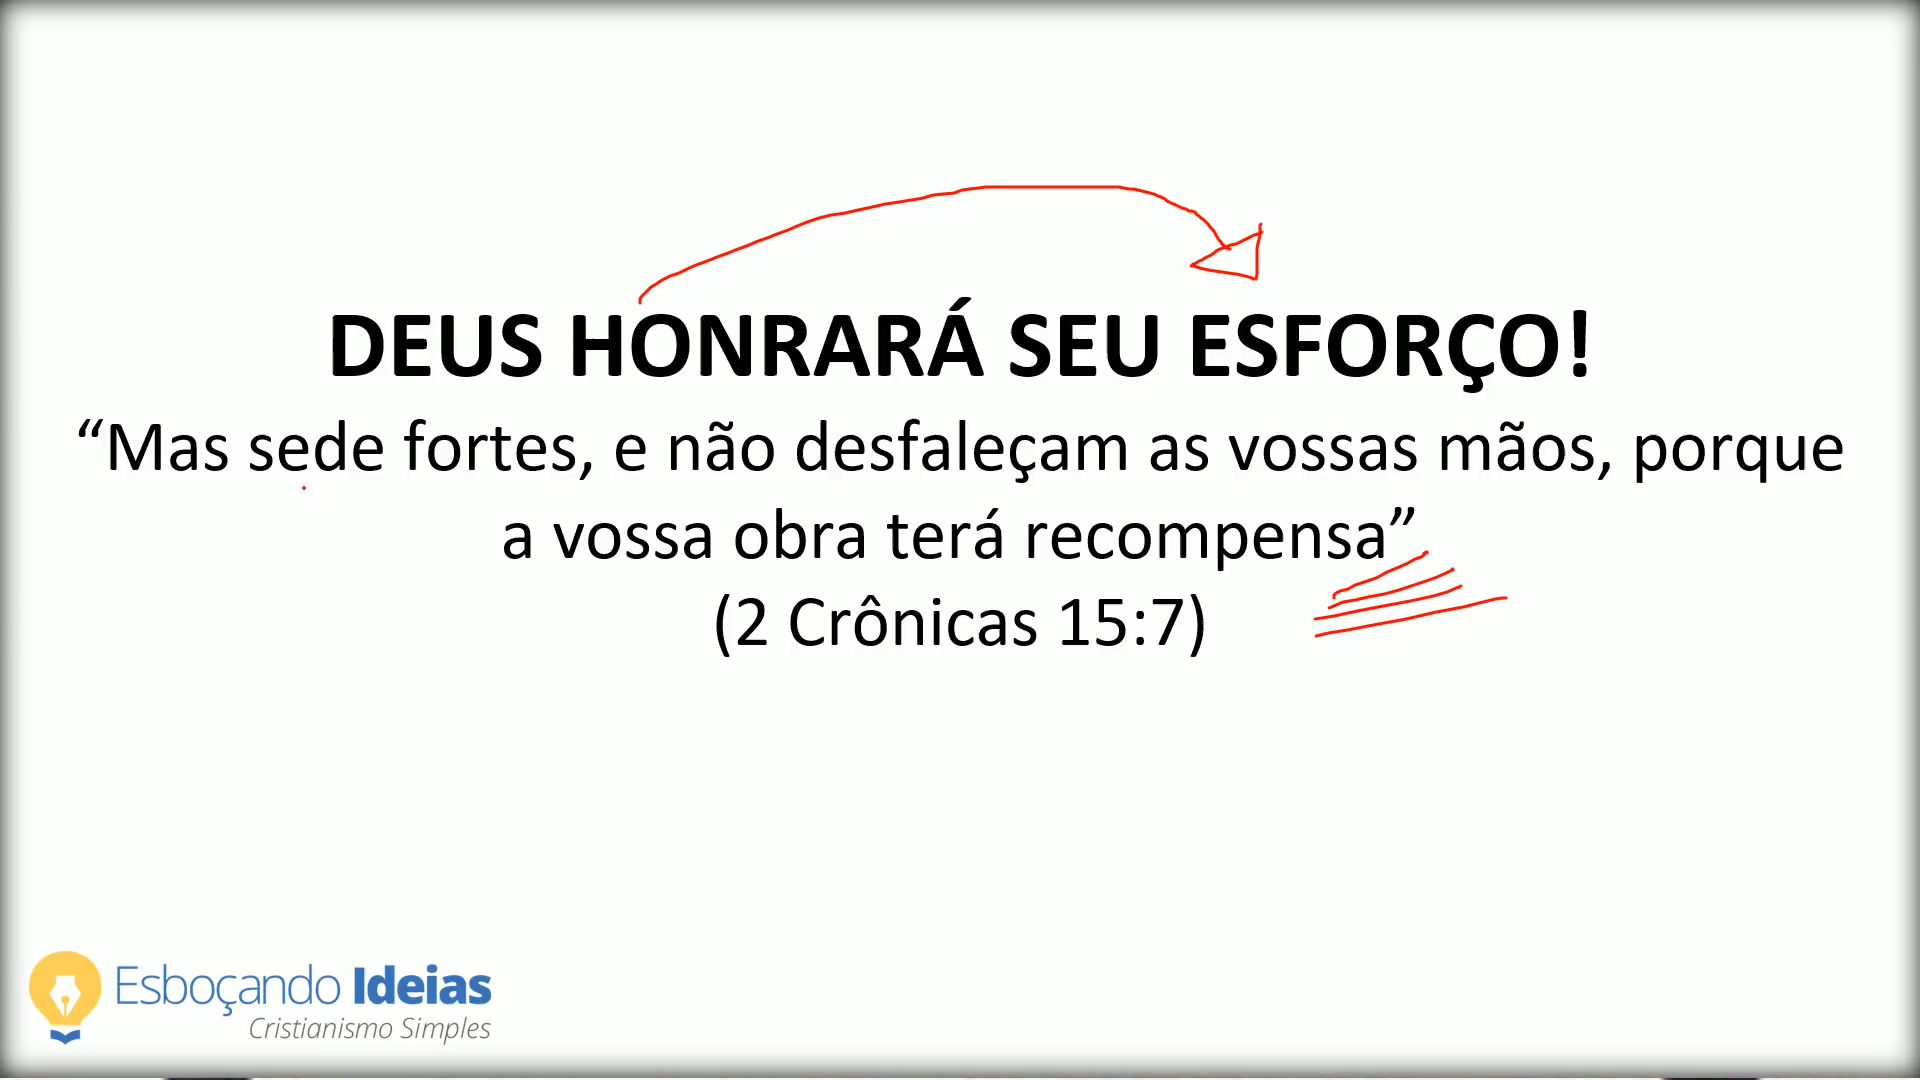 DEUS HONRARÁ SEU ESFORÇO!
“Mas sede fortes, e não desfaleçam as vossas mãos, porque
a vossa obra terá recompensa”
(2 Crônicas 15:7)
Esboçando Ideias
Cristianismo Simples